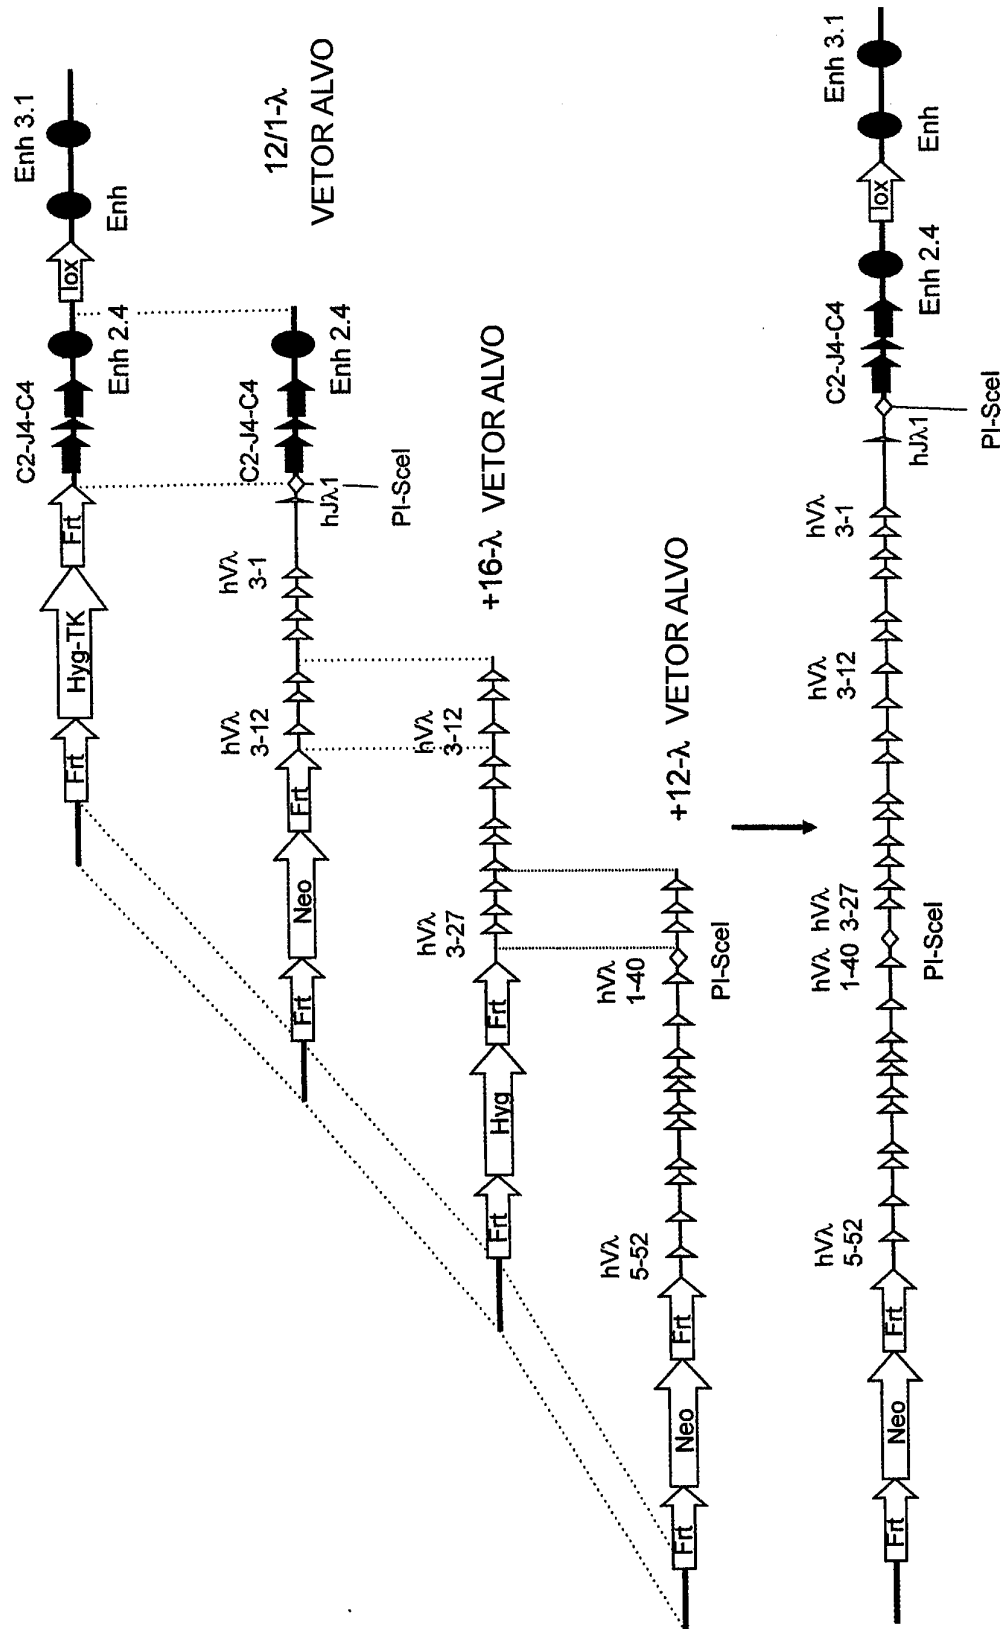 Enh 3.1
C2-J4-C4
Frt
Hyg-TK
Frt
lox
Enh 2.4
Enh
12/1-λ
VETOR ALVO
hVλ
3-12
hVλ
3-1
C2-J4-C4
Frt
Neo
Frt
hJλ1
PI-SceI
Enh 2.4
+16-λ VETOR ALVO
hVλ
3-27
hVλ
3-12
Frt
Hyg
Frt
+12-λ VETOR ALVO
hVλ
5-52
hVλ
1-40
Frt
Neo
Frt
PI-SceI
hVλ
5-52
hVλ
1-40
hVλ
3-27
hVλ
3-12
hVλ
3-1
C2-J4-C4
Enh 3.1
Frt
Neo
Frt
lox
PI-SceI
hJλ1
PI-SceI
Enh 2.4
Enh